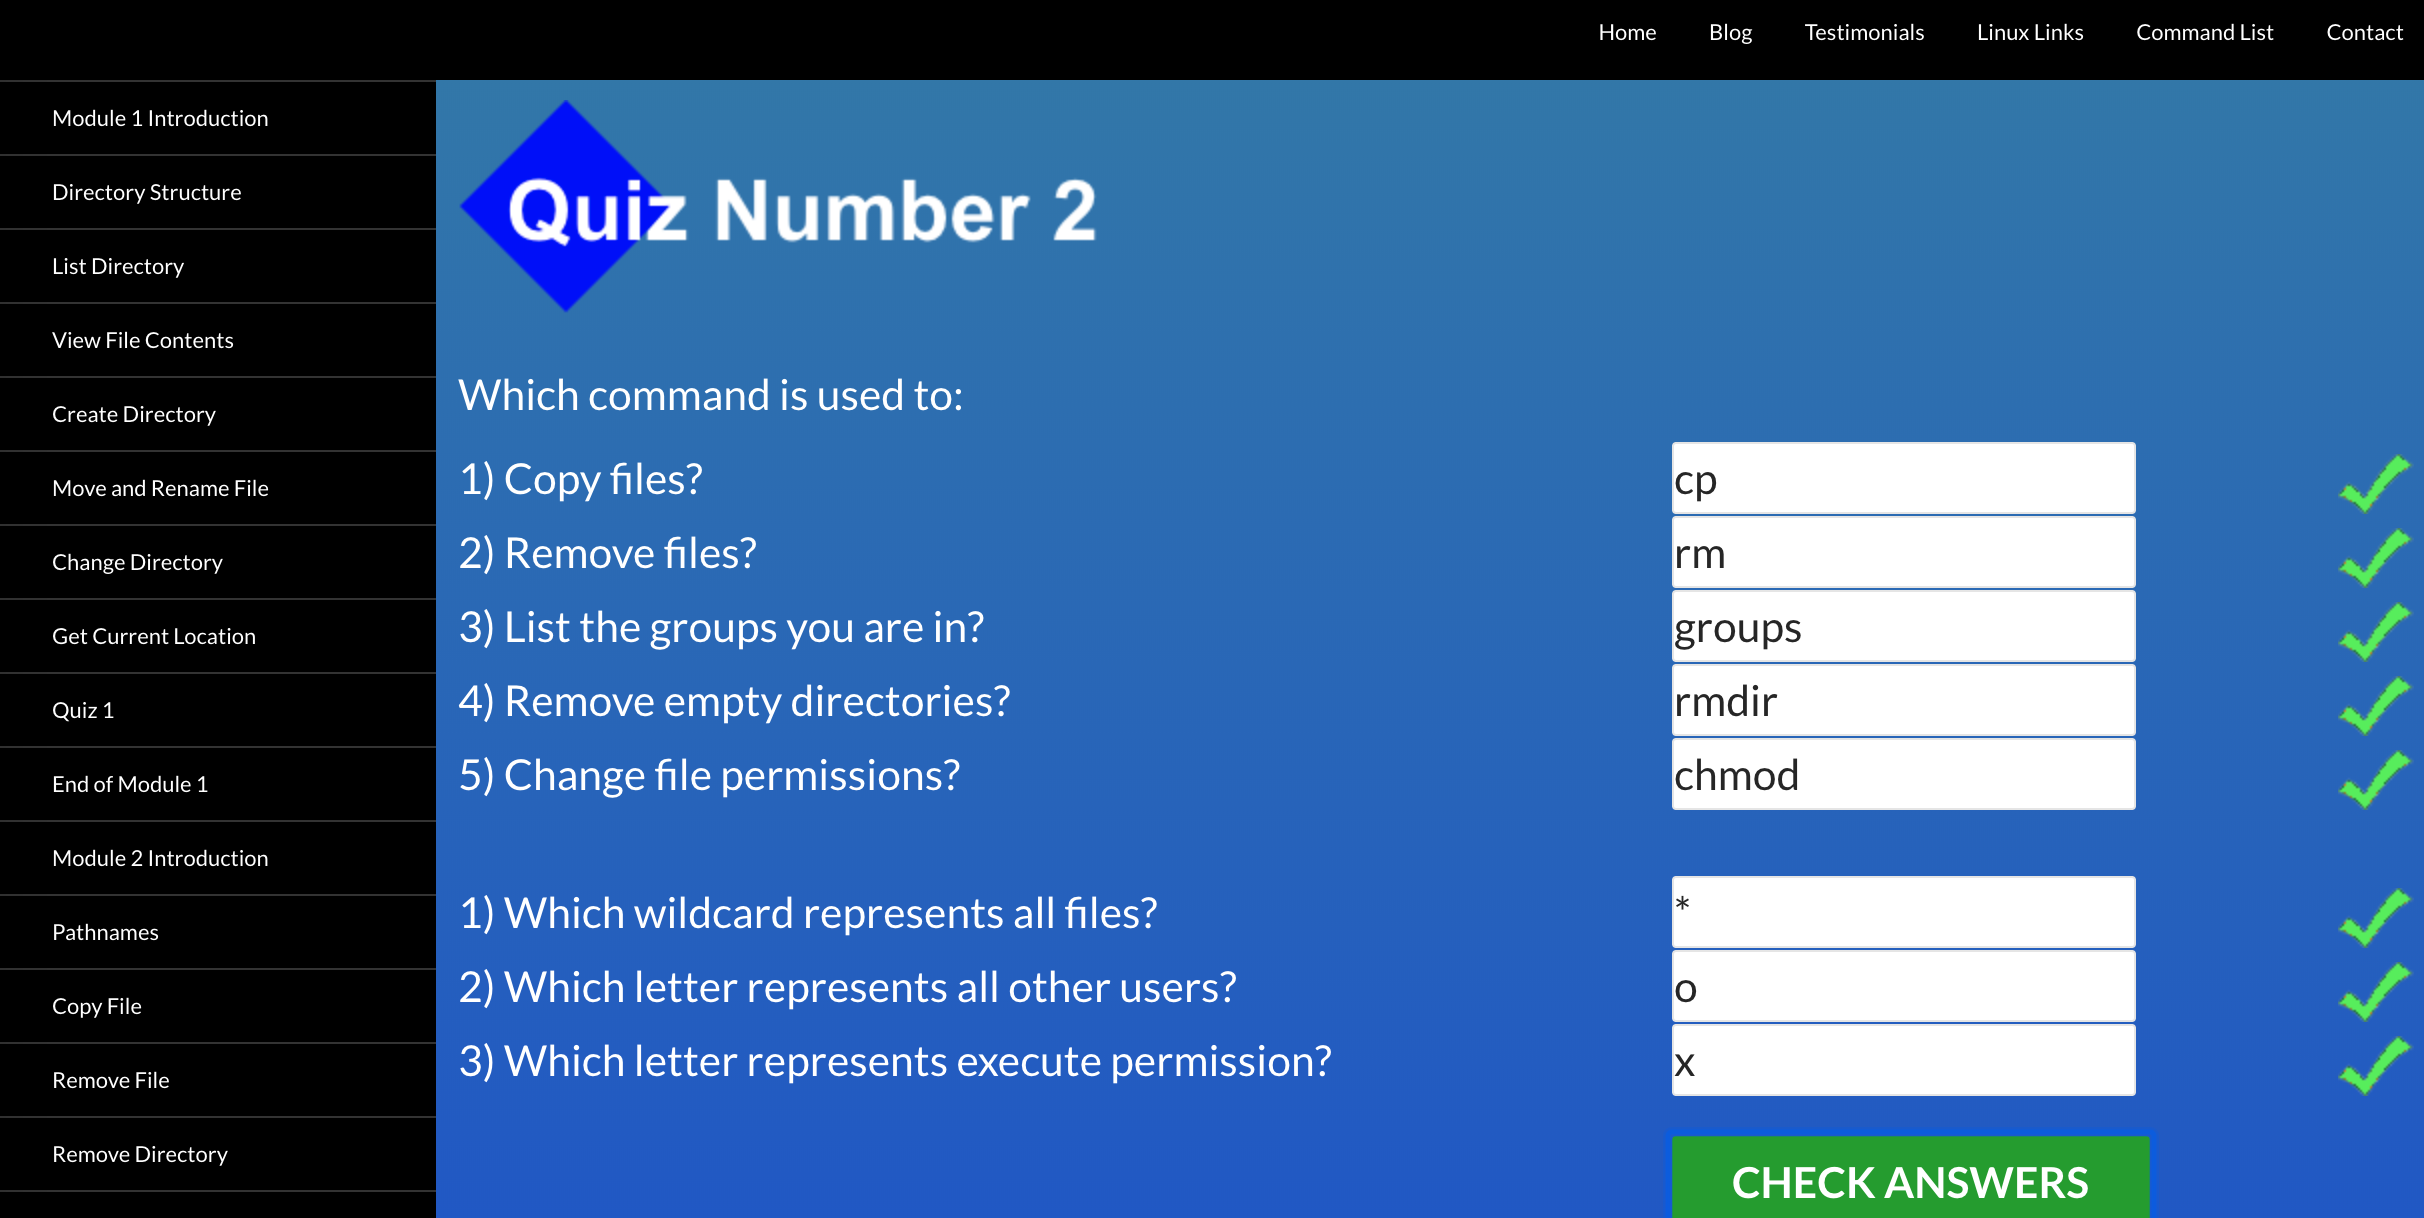 Home Blog Testimonials Linux Links Command List Contact
Module 1 Introduction
Directory Structure
List Directory
View File Contents
Create Directory
Move and Rename File
Change Directory
Get Current Location
Quiz 1
End of Module 1
Module 2 Introduction
Pathnames
Copy File
Remove File
Remove Directory
Quiz Number 2
Which command is used to:
1) Copy files? cp
2) Remove files? rm
3) List the groups you are in? groups
4) Remove empty directories? rmdir
5) Change file permissions? chmod
1) Which wildcard represents all files? *
2) Which letter represents all other users? o
3) Which letter represents execute permission? x
CHECK ANSWERS